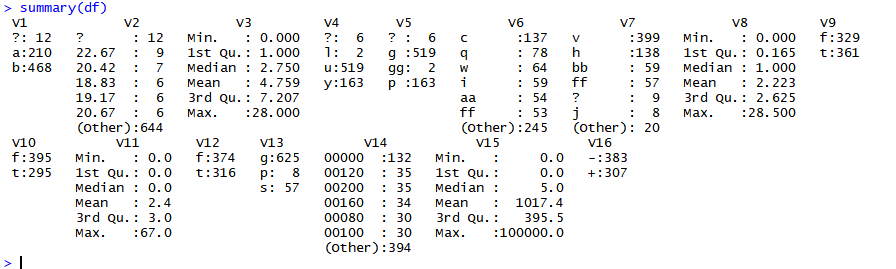 > summary(df)
V1 V2 V3 V4 V5 V6 V7 V8 V9
?: 12 ? : 12 Min. : 0.000 ?: 6 ? : 6 c :137 v :399 Min. : 0.000 f:329
a:210 22.67 : 9 1st Qu.: 1.000 l: 2 g :519 q : 78 h :138 1st Qu.: 0.165 t:361
b:468 20.42 : 7 Median : 2.750 u:519 gg: 2 w : 64 bb : 59 Median : 1.000
18.83 : 6 Mean : 4.759 y:163 p :163 i : 59 ff : 57 Mean : 2.223
19.17 : 6 3rd Qu.: 7.207 aa : 54 ? : 9 3rd Qu.: 2.625
20.67 : 6 Max. :28.000 ff : 53 j : 8 Max. :28.500
(Other):644 (Other):245 (Other): 20
V10 V11 V12 V13 V14 V15 V16
f:395 Min. : 0.0 f:374 g:625 00000 :132 Min. : 0.0 -:383
t:295 1st Qu.: 0.0 t:316 p: 8 00120 : 35 1st Qu.: 0.0 +:307
Median : 0.0 s: 57 00200 : 35 Median : 5.0
Mean : 2.4 00160 : 34 Mean : 1017.4
3rd Qu.: 3.0 00080 : 30 3rd Qu.: 395.5
Max. :67.0 00100 : 30 Max. :100000.0
(Other):394
>